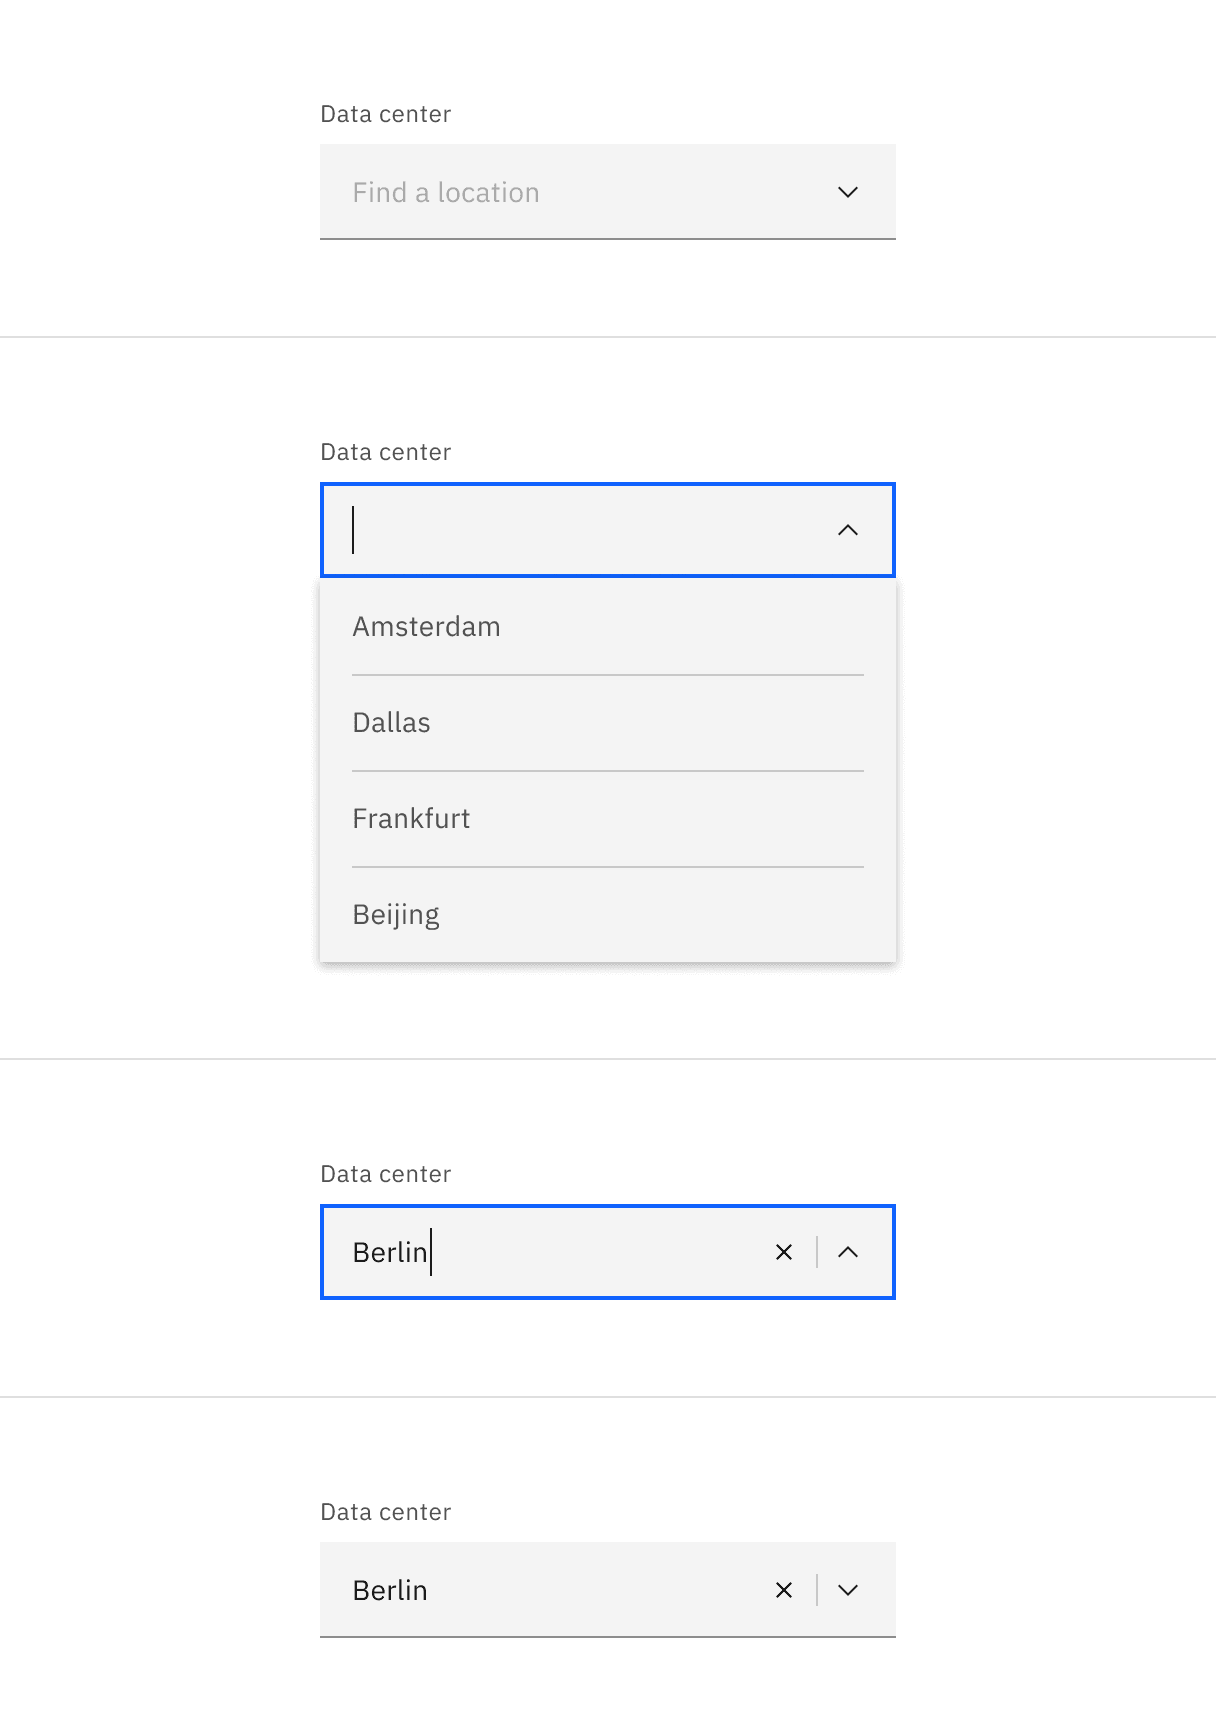 Data center
Find a location
Data center
Amsterdam
Dallas
Frankfurt
Beijing
Data center
Berlin
Data center
Berlin